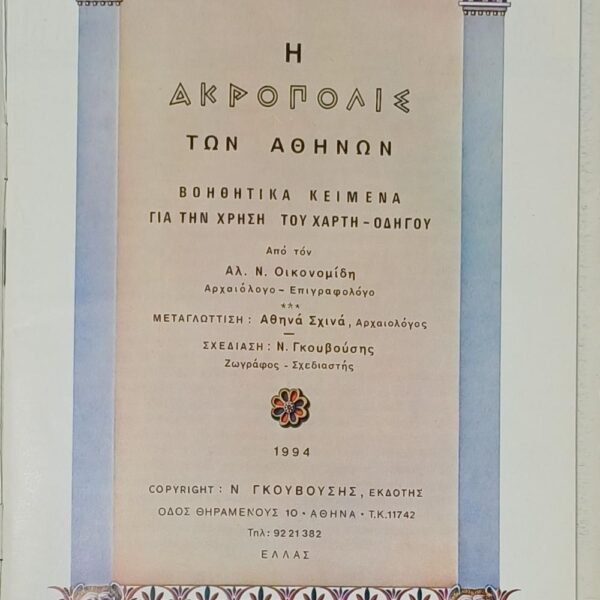 Η
ΑΚΡΟΠΟΛΙΣ
ΤΩΝ ΑΘΗΝΩΝ
ΒΟΗΘΗΤΙΚΑ ΚΕΙΜΕΝΑ
ΓΙΑ ΤΗΝ ΧΡΗΣΗ ΤΟΥ ΧΑΡΤΗ - ΟΔΗΓΟΥ
Από τόν
Αλ. Ν. Οικονομίδη
Αρχαιόλογο - Επιγραφολόγο
***
ΜΕΤΑΓΛΩΤΤΙΣΗ : Αθηνά Σχινά, Αρχαιολόγος
—
ΣΧΕΔΙΑΣΗ : Ν. Γκουβούσης
Ζωγράφος - Σχεδιαστής
1994
COPYRIGHT : Ν ΓΚΟΥΒΟΥΣΗΣ, ΕΚΔΟΤΗΣ
ΟΔΟΣ ΘΗΡΑΜΕΝΟΥΣ 10 • ΑΘΗΝΑ • Τ.Κ. 11742
Τηλ: 92 21 382
ΕΛΛΑΣ